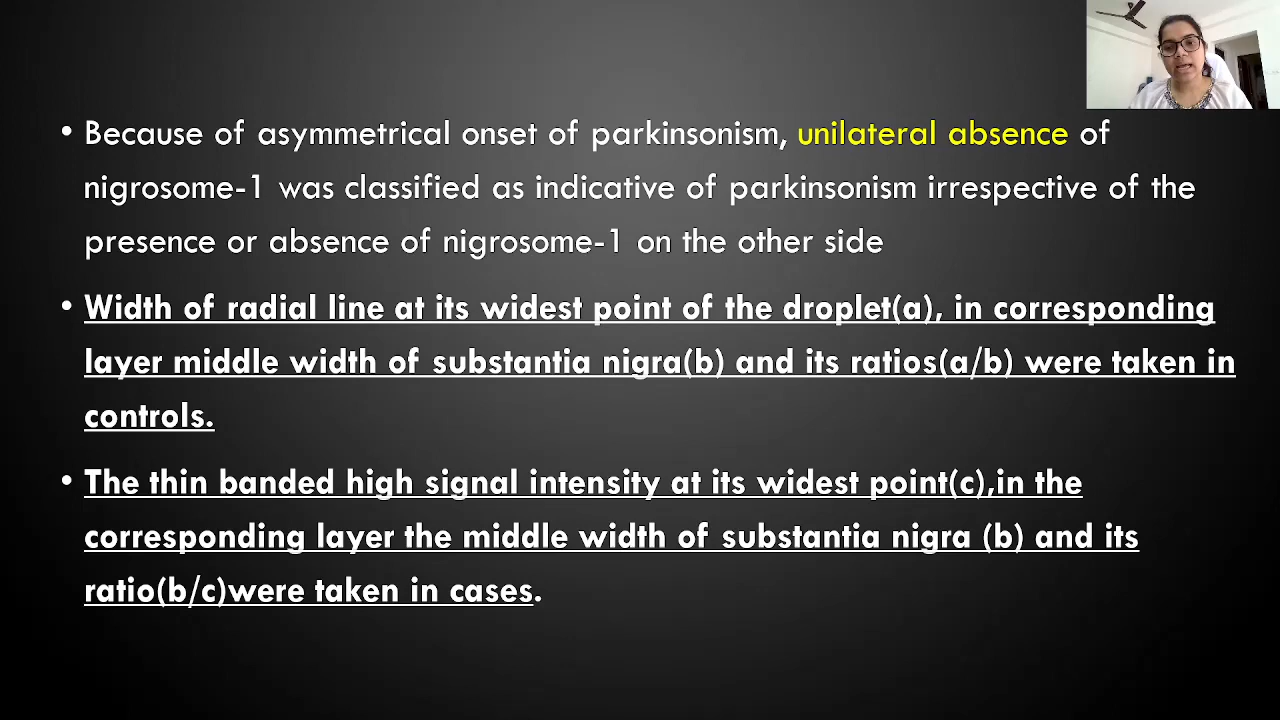 • Because of asymmetrical onset of parkinsonism, unilateral absence of
nigrosome-1 was classified as indicative of parkinsonism irrespective of the
presence or absence of nigrosome-1 on the other side
• Width of radial line at its widest point of the droplet(a), in corresponding
layer middle width of substantia nigra(b) and its ratios(a/b) were taken in
controls.
• The thin banded high signal intensity at its widest point(c),in the
corresponding layer the middle width of substantia nigra (b) and its
ratio(b/c)were taken in cases.